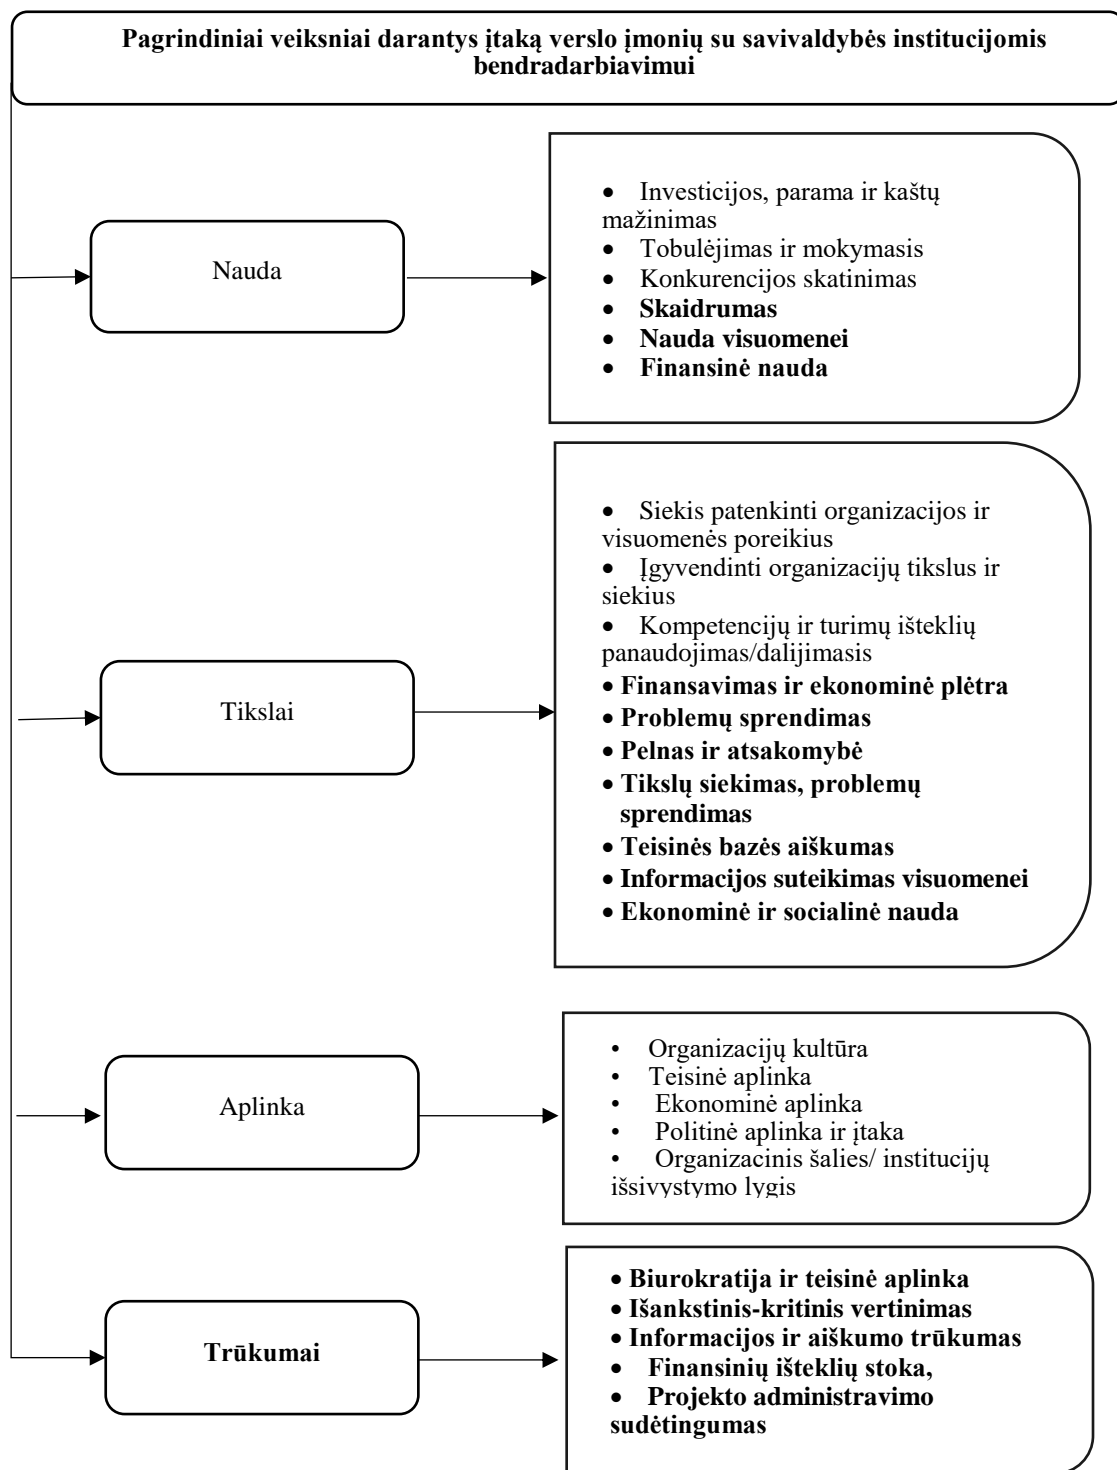 Pagrindiniai veiksniai darantys įtaką verslo įmonių su savivaldybės institucijomis
bendradarbiavimui
Nauda
• Investicijos, parama ir kaštų
mažinimas
• Tobulėjimas ir mokymasis
• Konkurencijos skatinimas
• Skaidrumas
• Nauda visuomenei
• Finansinė nauda
Tikslai
• Siekis patenkinti organizacijos ir
visuomenės poreikius
• Įgyvendinti organizacijų tikslus ir
siekius
• Kompetencijų ir turimų išteklių
panaudojimas/dalijimasis
• Finansavimas ir ekonominė plėtra
• Problemų sprendimas
• Pelnas ir atsakomybė
• Tikslų siekimas, problemų
sprendimas
• Teisinės bazės aiškumas
• Informacijos suteikimas visuomenei
• Ekonominė ir socialinė nauda
Aplinka
• Organizacijų kultūra
• Teisinė aplinka
• Ekonominė aplinka
• Politinė aplinka ir įtaka
• Organizacinis šalies/ institucijų
išsivystymo lygis
Trūkumai
• Biurokratija ir teisinė aplinka
• Išankstinis-kritinis vertinimas
• Informacijos ir aiškumo trūkumas
• Finansinių išteklių stoka,
• Projekto administravimo
sudėtingumas